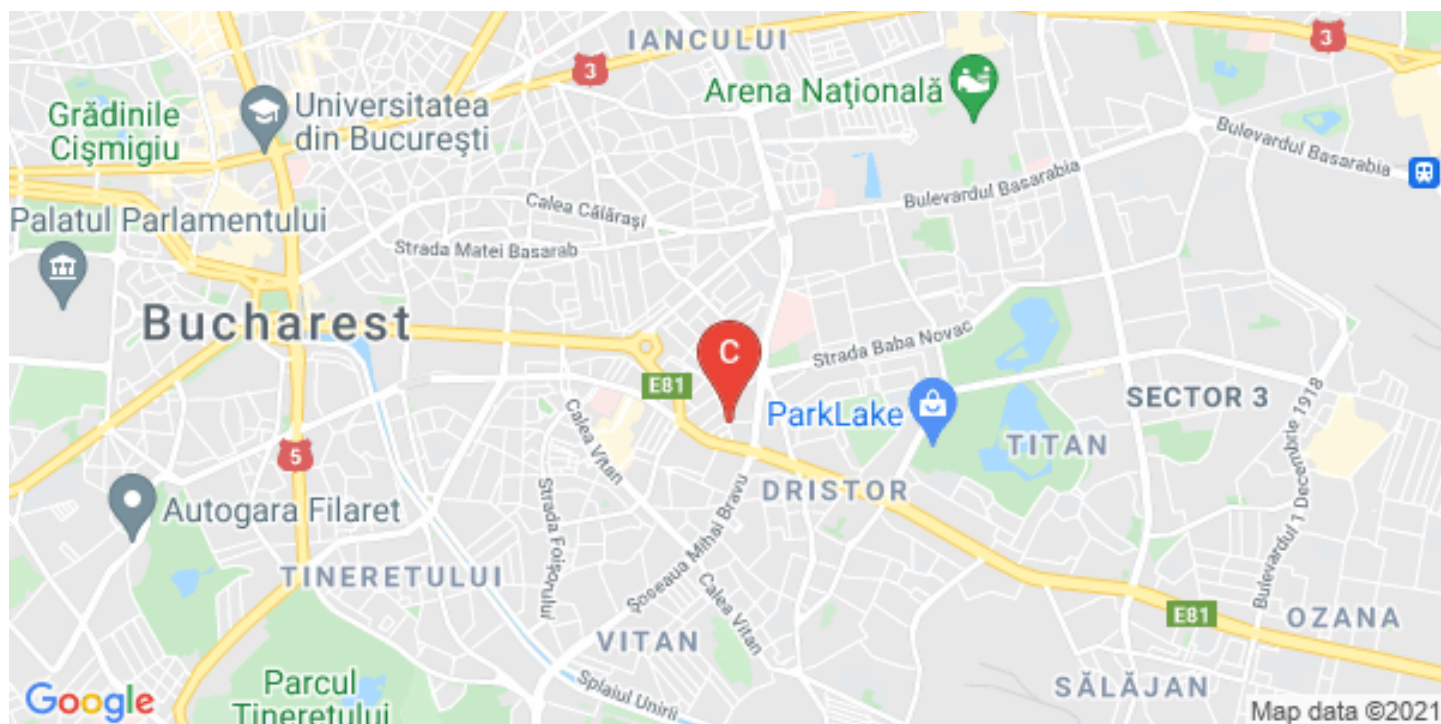 IANCULUI
3
3
Arena Naţională
Grădinile
Cişmigiu
Universitatea
din Bucureşti
Bulevardul Basarabia
Bulevardul Basarabia
Calea Călăraşi
Palatul Parlamentului
Strada Matei Basarab
Bucharest
C
Strada Baba Novac
E81
ParkLake
SECTOR 3
TITAN
5
Calea Vitan
DRISTOR
Autogara Filaret
Strada Foişorului
Şoseaua Mihai Bravu
Bulevardul 1 Decembrie 1918
TINERETULUI
Calea Vitan
E81
OZANA
VITAN
Splaiul Unirii
SĂLĂJAN
Parcul
Tineretului
Google
Map data ©2021